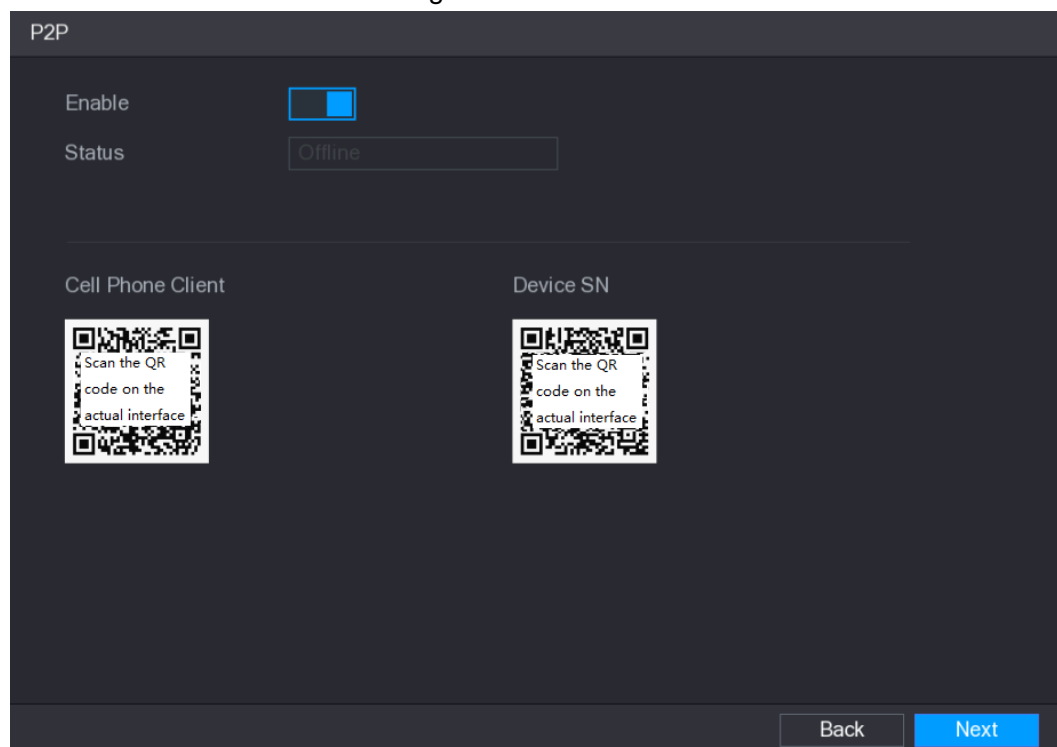 P2P
Enable
Status Offline
Cell Phone Client Device SN
Scan the QR
code on the
actual interface
Scan the QR
code on the
actual interface
Back Next